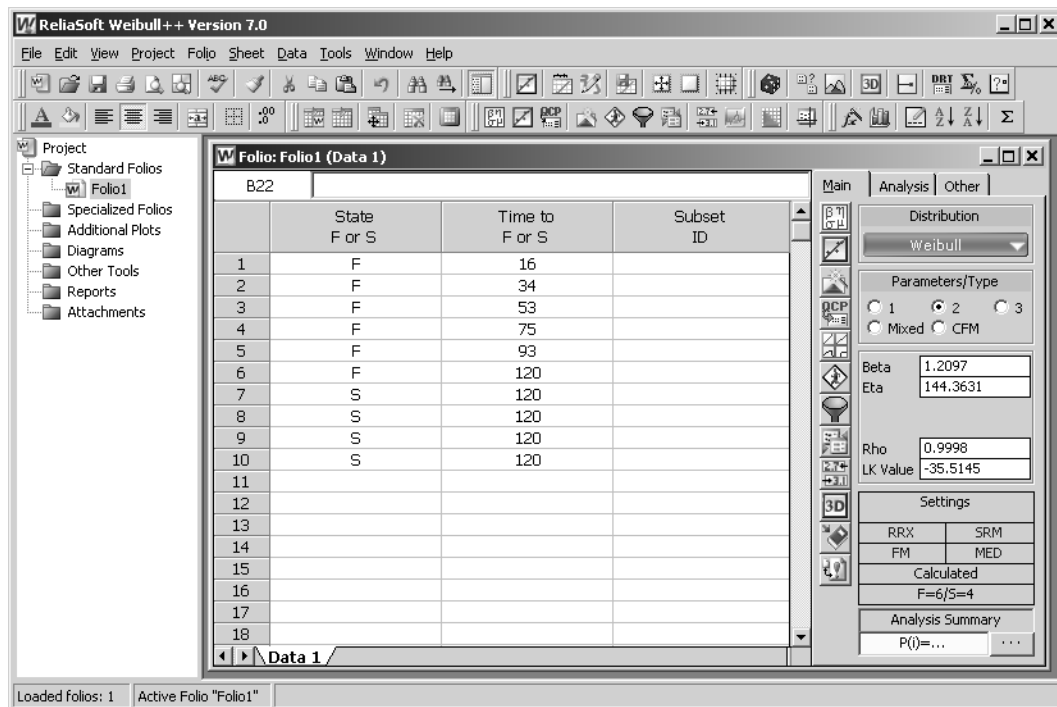 ReliaSoft Weibull++ Version 7.0
File Edit View Project Folio Sheet Data Tools Window Help
Project
Standard Folios
Folio1
Specialized Folios
Additional Plots
Diagrams
Other Tools
Reports
Attachments
Folio: Folio1 (Data 1)
B22
State F or S Time to F or S Subset ID
1 F 16
2 F 34
3 F 53
4 F 75
5 F 93
6 F 120
7 S 120
8 S 120
9 S 120
10 S 120
11
12
13
14
15
16
17
18
Data 1
Main Analysis Other
Distribution
Weibull
Parameters/Type
1 2 3
Mixed CFM
Beta 1.2097
Eta 144.3631
Rho 0.9998
LK Value -35.5145
Settings
RRX SRM
FM MED
Calculated
F=6/S=4
Analysis Summary
P(i)=... ...
Loaded folios: 1 Active Folio "Folio1"